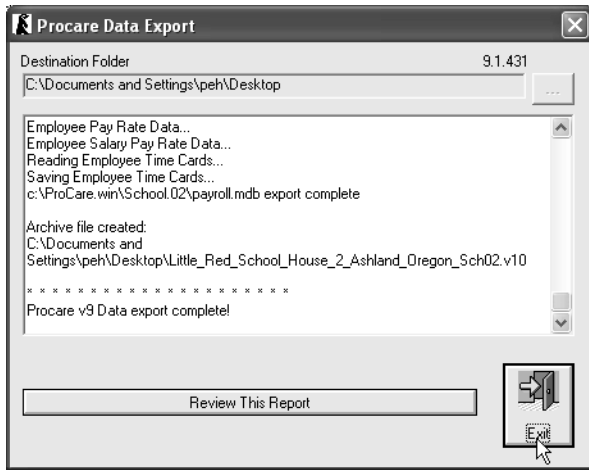 Procare Data Export
Destination Folder 9.1.431
C:\Documents and Settings\peh\Desktop
...
Employee Pay Rate Data...
Employee Salary Pay Rate Data...
Reading Employee Time Cards...
Saving Employee Time Cards...
c:\ProCare.win\School.02\payroll.mdb export complete
Archive file created:
C:\Documents and
Settings\peh\Desktop\Little_Red_School_House_2_Ashland_Oregon_Sch02.v10
* * * * * * * * * * * * * * * * * * * * *
Procare v9 Data export complete!
Review This Report
Exit